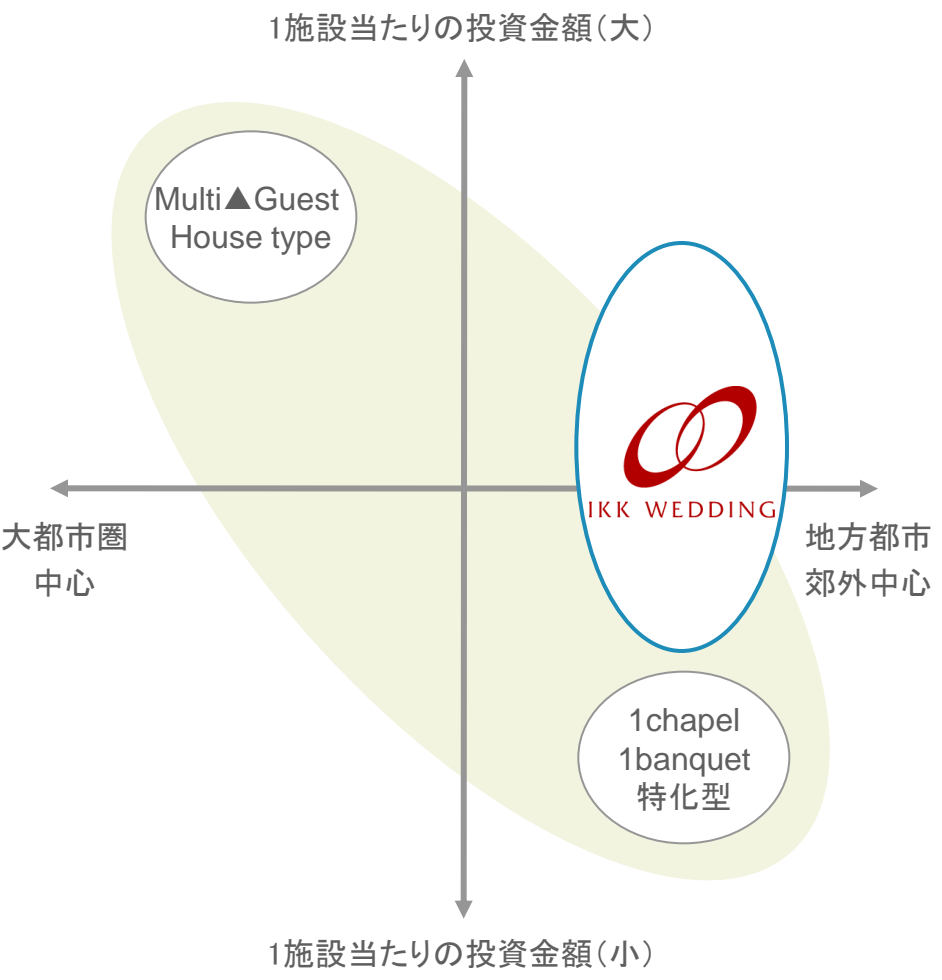 1施設当たりの投資金額(大)
Multi▲Guest
House type
IKK WEDDING
大都市圏
中心
地方都市
郊外中心
1chapel
1banquet
特化型
1施設当たりの投資金額(小)